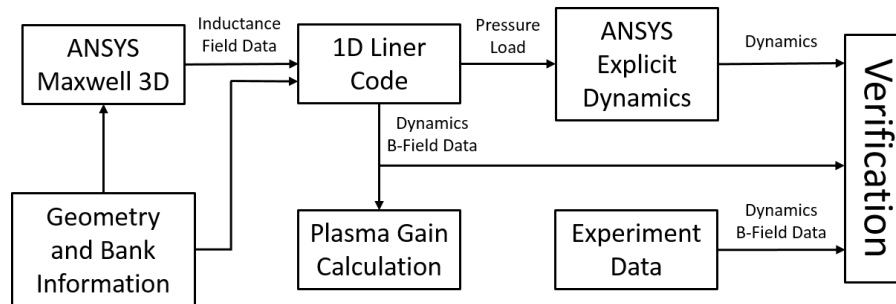 ANSYS
Maxwell 3D
Inductance
Field Data
1D Liner
Code
Pressure
Load
ANSYS
Explicit
Dynamics
Dynamics
Verification
Dynamics
B-Field Data
Geometry
and Bank
Information
Plasma Gain
Calculation
Experiment
Data
Dynamics
B-Field Data